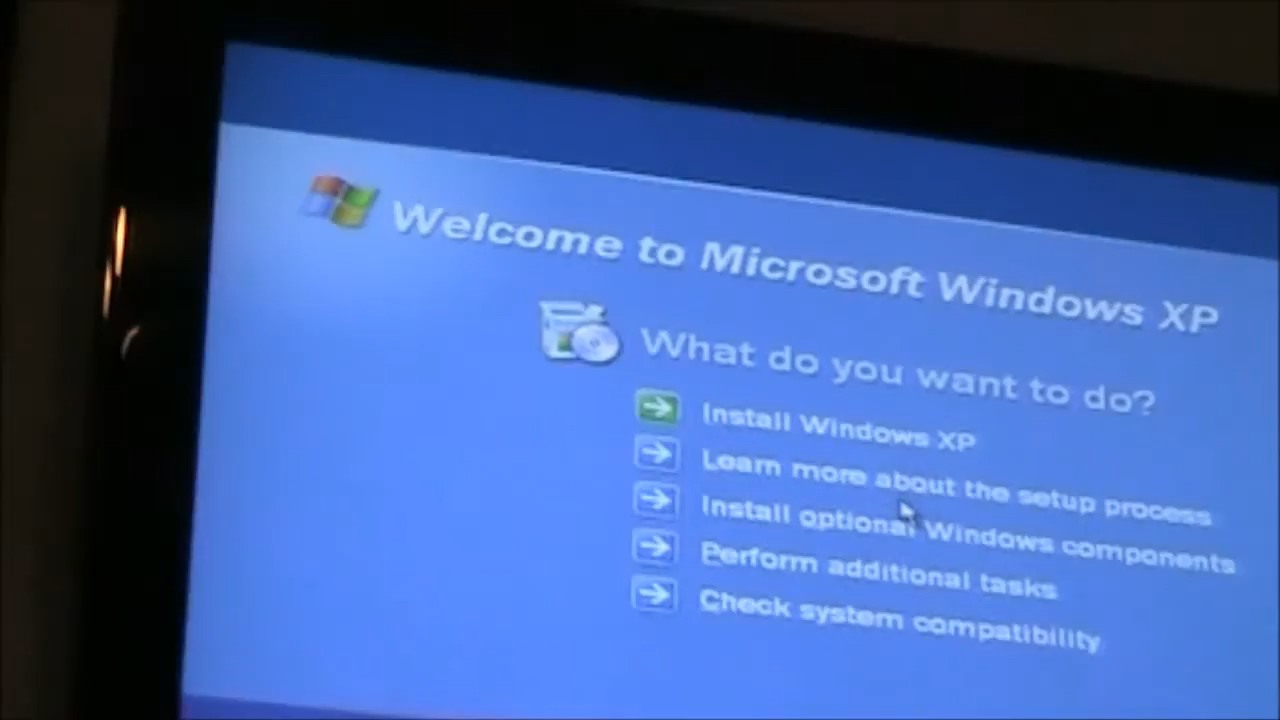 Welcome to Microsoft Windows XP
What do you want to do?
Install Windows XP
Learn more about the setup process
Install optional Windows components
Perform additional tasks
Check system compatibility